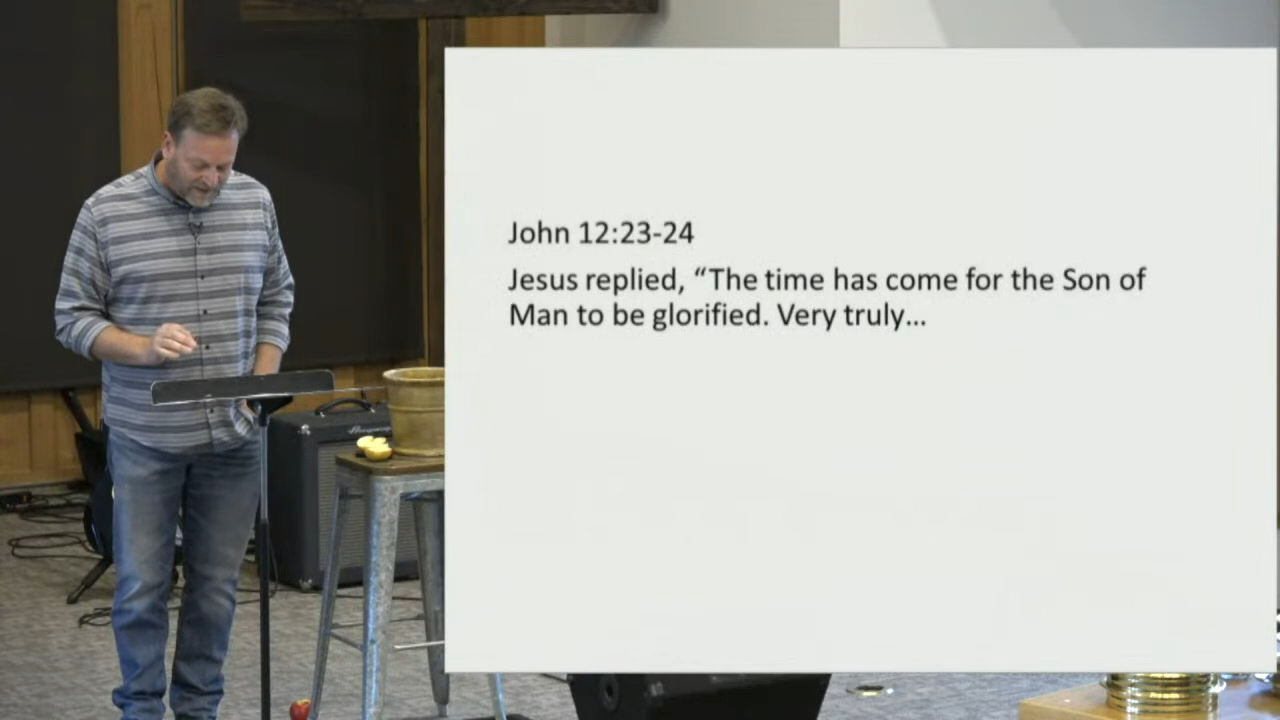 John 12:23-24
Jesus replied, “The time has come for the Son of
Man to be glorified. Very truly…